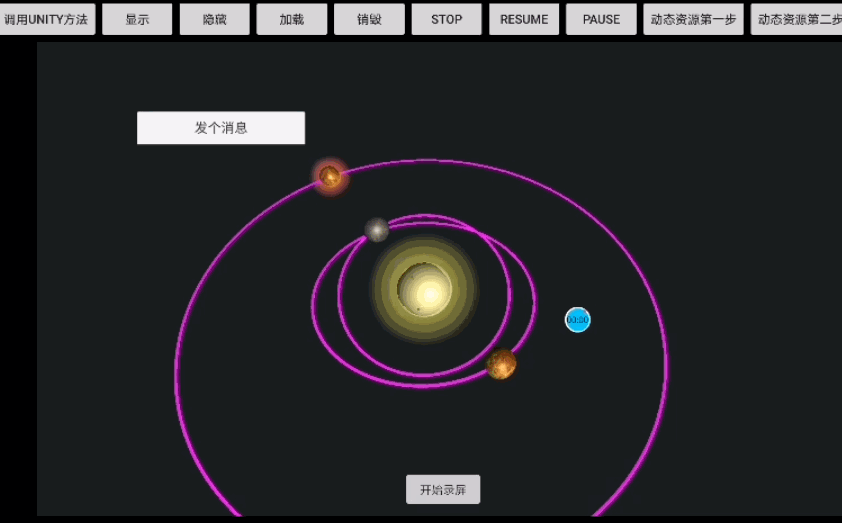 调用UNITY方法
显示
隐藏
加载
销毁
STOP
RESUME
PAUSE
动态资源第一步
动态资源第二步
发个消息
00:00
开始录屏